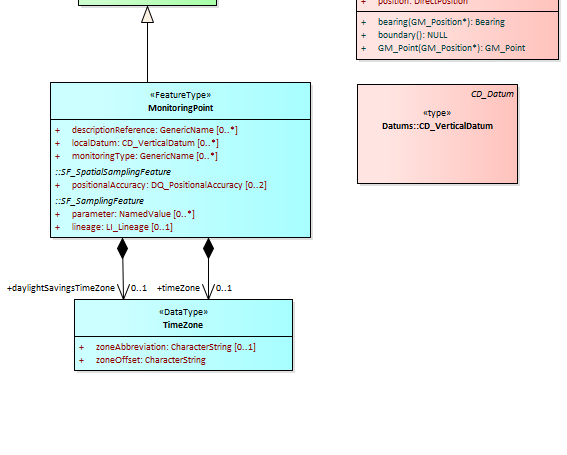 position: DirectPosition
+ bearing(GM_Position*): Bearing
+ boundary(): NULL
+ GM_Point(GM_Position*): GM_Point
«FeatureType»
MonitoringPoint
+ descriptionReference: GenericName [0..*]
+ localDatum: CD_VerticalDatum [0..*]
+ monitoringType: GenericName [0..*]
::SF_SpatialSamplingFeature
+ positionalAccuracy: DQ_PositionalAccuracy [0..2]
::SF_SamplingFeature
+ parameter: NamedValue [0..*]
+ lineage: LI_Lineage [0..1]
CD_Datum
«type»
Datums::CD_VerticalDatum
+daylightSavingsTimeZone 0..1 +timeZone 0..1
«DataType»
TimeZone
+ zoneAbbreviation: CharacterString [0..1]
+ zoneOffset: CharacterString